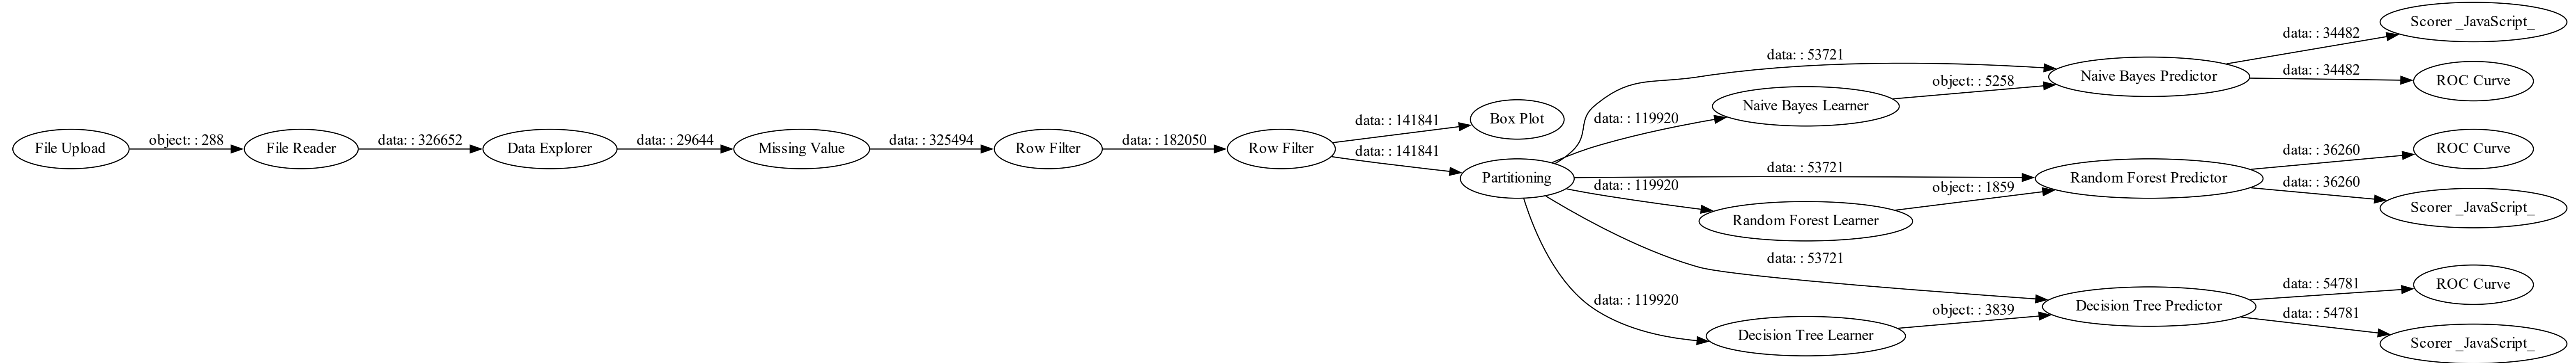 File Upload
object: : 288
File Reader
data: : 326652
Data Explorer
data: : 29644
Missing Value
data: : 325494
Row Filter
data: : 182050
Row Filter
data: : 141841
Box Plot
data: : 141841
Partitioning
data: : 53721
data: : 119920
Naive Bayes Learner
object: : 5258
Naive Bayes Predictor
data: : 34482
Scorer _JavaScript_
data: : 34482
ROC Curve
data: : 53721
data: : 119920
Random Forest Learner
object: : 1859
Random Forest Predictor
data: : 36260
ROC Curve
data: : 36260
Scorer _JavaScript_
data: : 53721
data: : 119920
Decision Tree Learner
object: : 3839
Decision Tree Predictor
data: : 54781
ROC Curve
data: : 54781
Scorer _JavaScript_